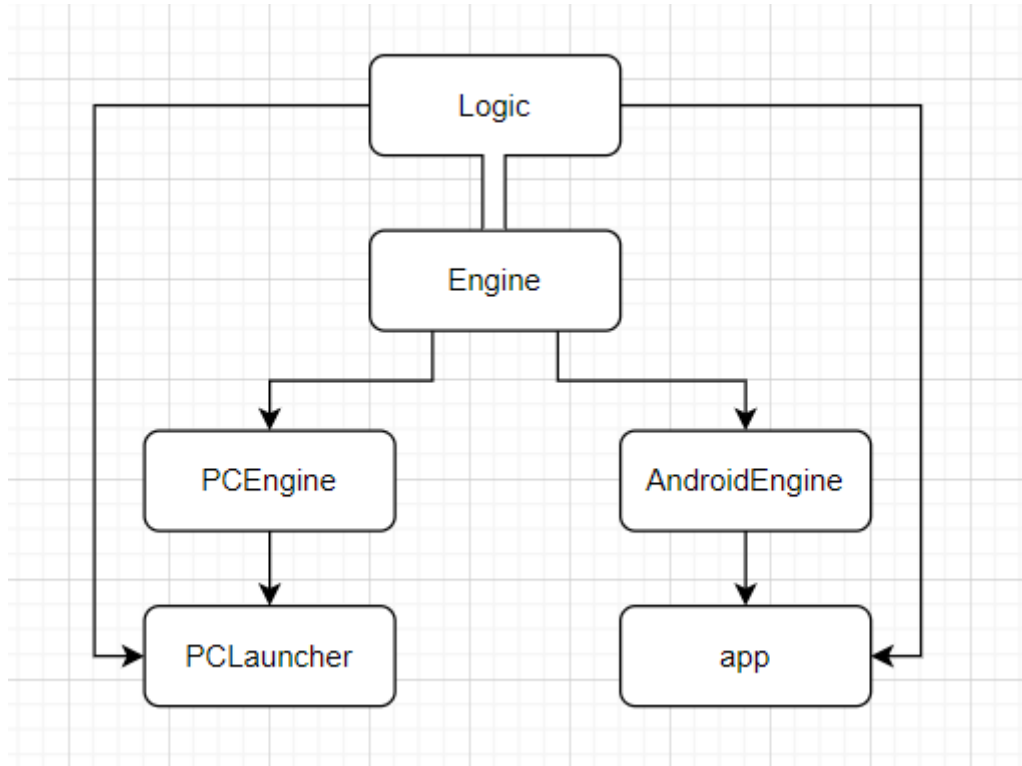 Logic
Engine
PCEngine
AndroidEngine
PCLauncher
app